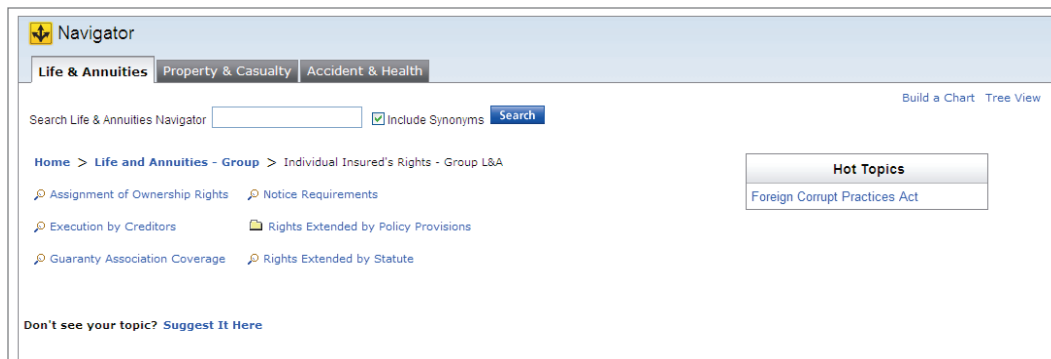 Navigator
Life & Annuities Property & Casualty Accident & Health
Build a Chart Tree View
Search Life & Annuities Navigator Include Synonyms Search
Home > Life and Annuities - Group > Individual Insured's Rights - Group L&A
Hot Topics
Assignment of Ownership Rights Notice Requirements
Foreign Corrupt Practices Act
Execution by Creditors Rights Extended by Policy Provisions
Guaranty Association Coverage Rights Extended by Statute
Don't see your topic? Suggest It Here